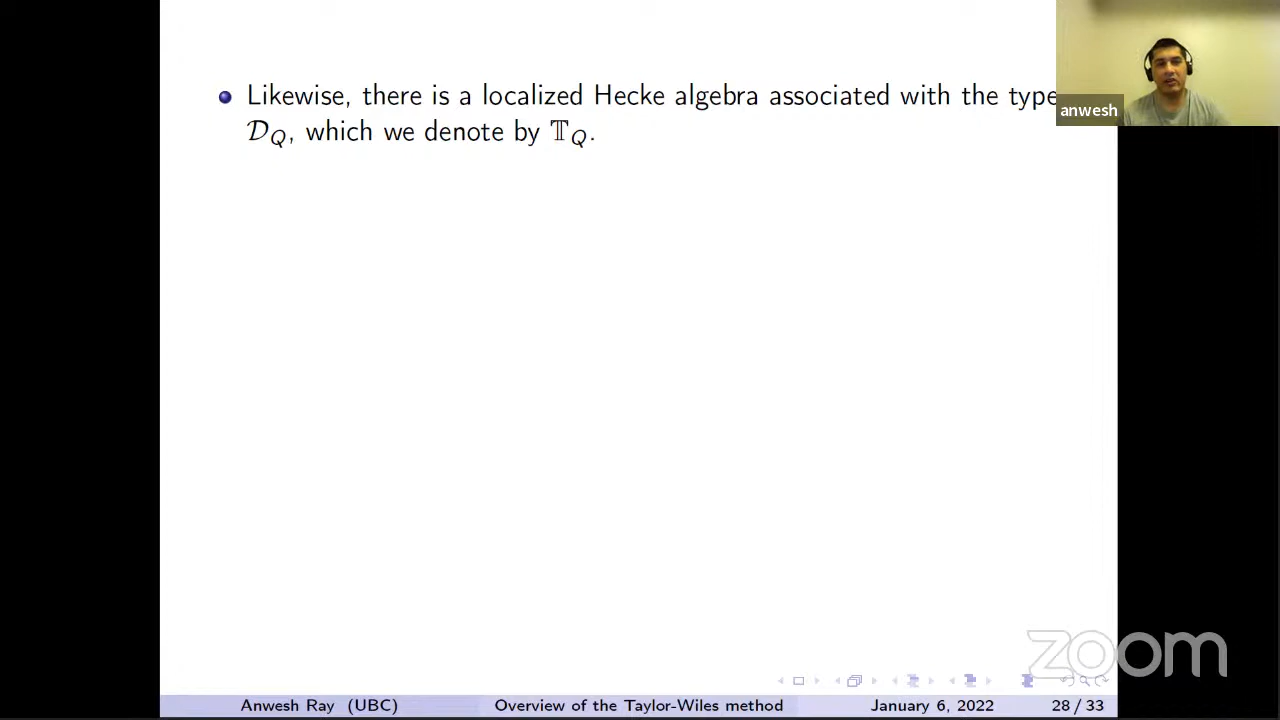 Likewise, there is a localized Hecke algebra associated with the type
𝒟_Q, which we denote by 𝕋_Q.
anwesh
zoom
Anwesh Ray (UBC) Overview of the Taylor-Wiles method January 6, 2022 28 / 33